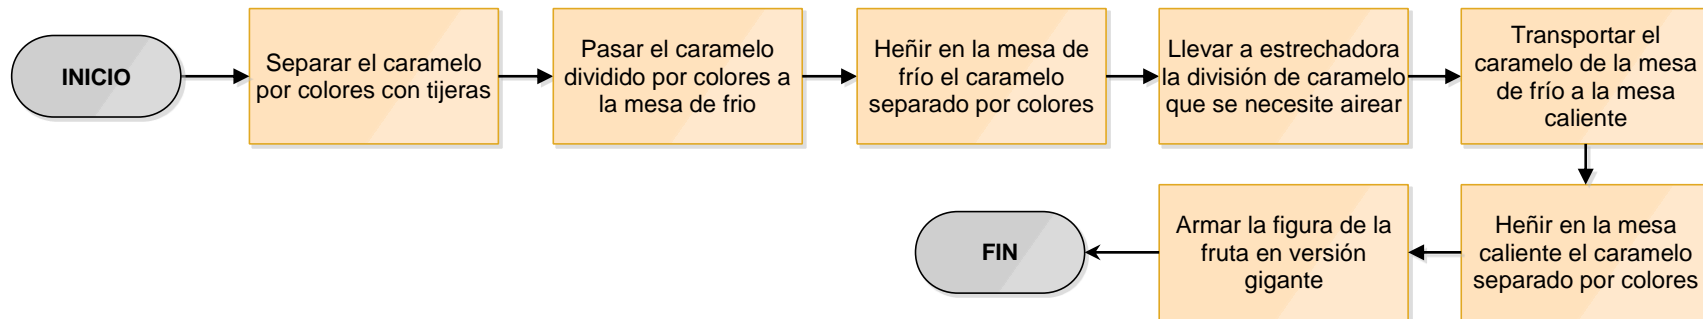 INICIO
Separar el caramelo
por colores con tijeras
Pasar el caramelo
dividido por colores a
la mesa de frio
Heñir en la mesa de
frío el caramelo
separado por colores
Llevar a estrechadora
la división de caramelo
que se necesite airear
Transportar el
caramelo de la mesa
de frío a la mesa
caliente
Heñir en la mesa
caliente el caramelo
separado por colores
Armar la figura de la
fruta en versión
gigante
FIN